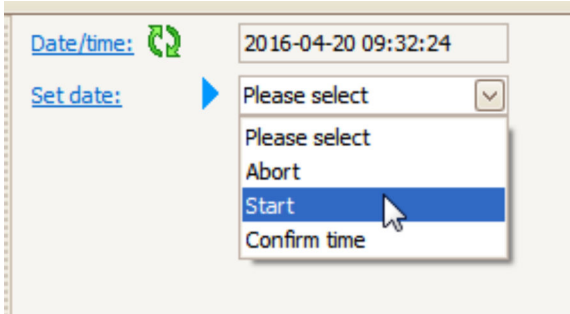 Date/time: 2016-04-20 09:32:24
Set date: Please select
Please select
Abort
Start
Confirm time